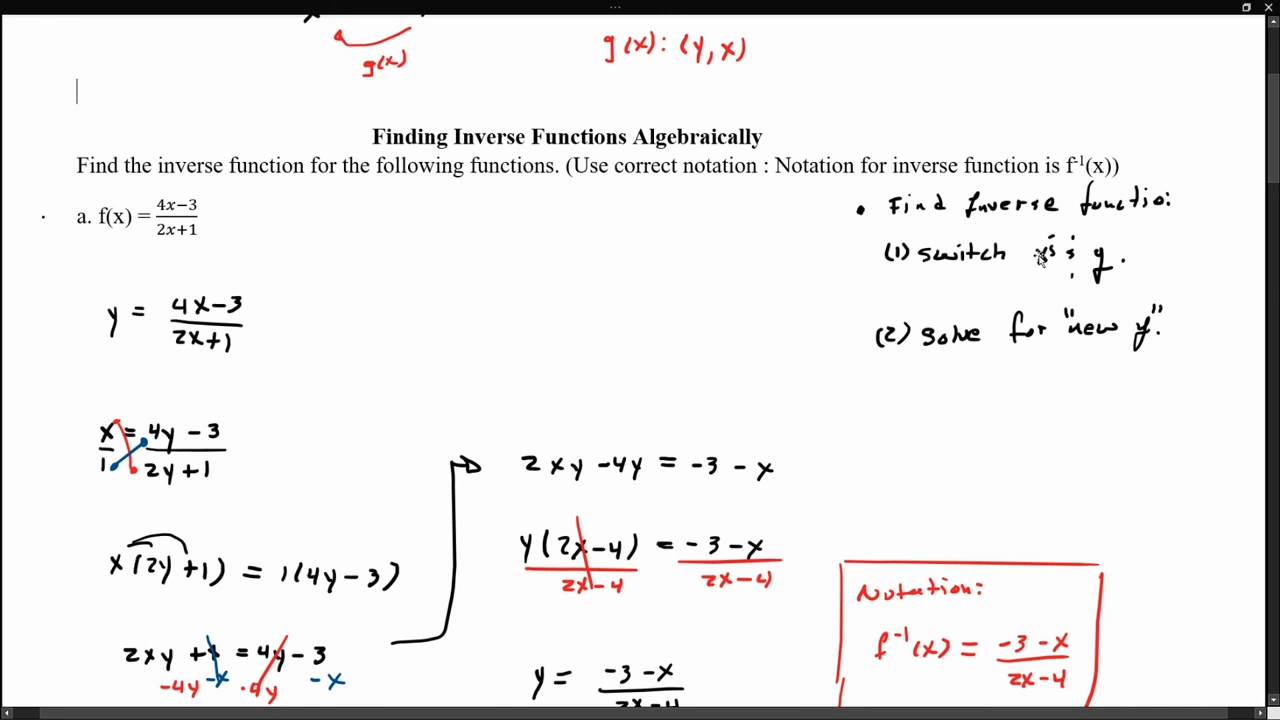 g(x)
g(x): (y, x)
Finding Inverse Functions Algebraically
Find the inverse function for the following functions. (Use correct notation : Notation for inverse function is f⁻¹(x))
a. f(x) = (4x−3)/(2x+1)
• Find Inverse functio:
(1) switch x's ; y.
(2) solve for "new y".
y = (4x−3)/(2x+1)
x/1 = (4y − 3)/(2y + 1)
x(2y + 1) = 1(4y − 3)
2xy + x = 4y − 3
−4y −x −4y −x
2xy − 4y = −3 − x
y(2x − 4) = −3 − x
2x − 4 2x − 4
y = (−3 − x)/(2x − 4)
Notation:
f⁻¹(x) = (−3 − x)/(2x − 4)